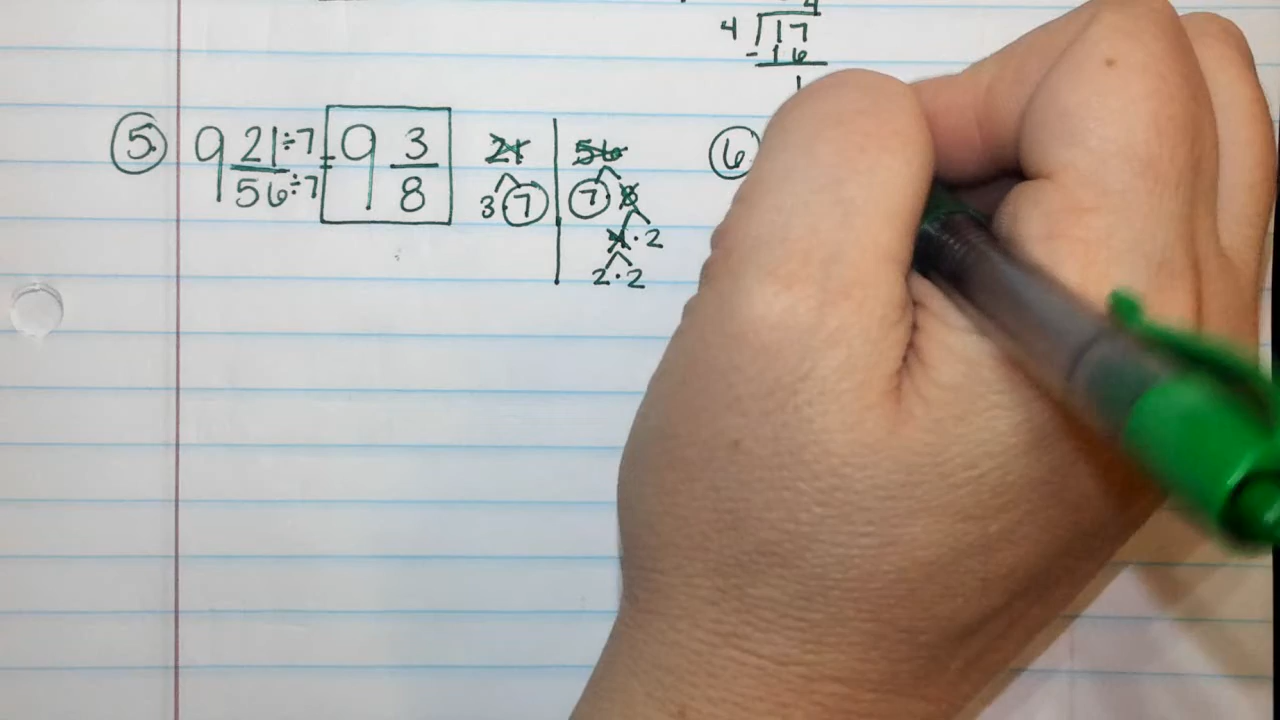 4
4 17
- 16
1
5 9 21÷7/56÷7 = 9 3/8 21 56 6
3 7 7 8
4 · 2
2 · 2